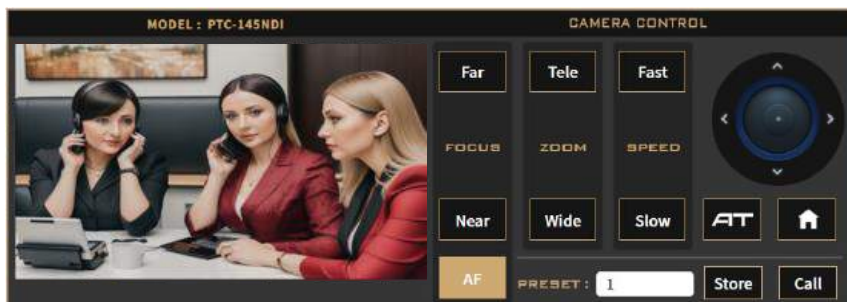 MODEL : PTC-145NDI
CAMERA CONTROL
Far Tele Fast
FOCUS ZOOM SPEED
Near Wide Slow AT
AF PRESET : 1 Store Call